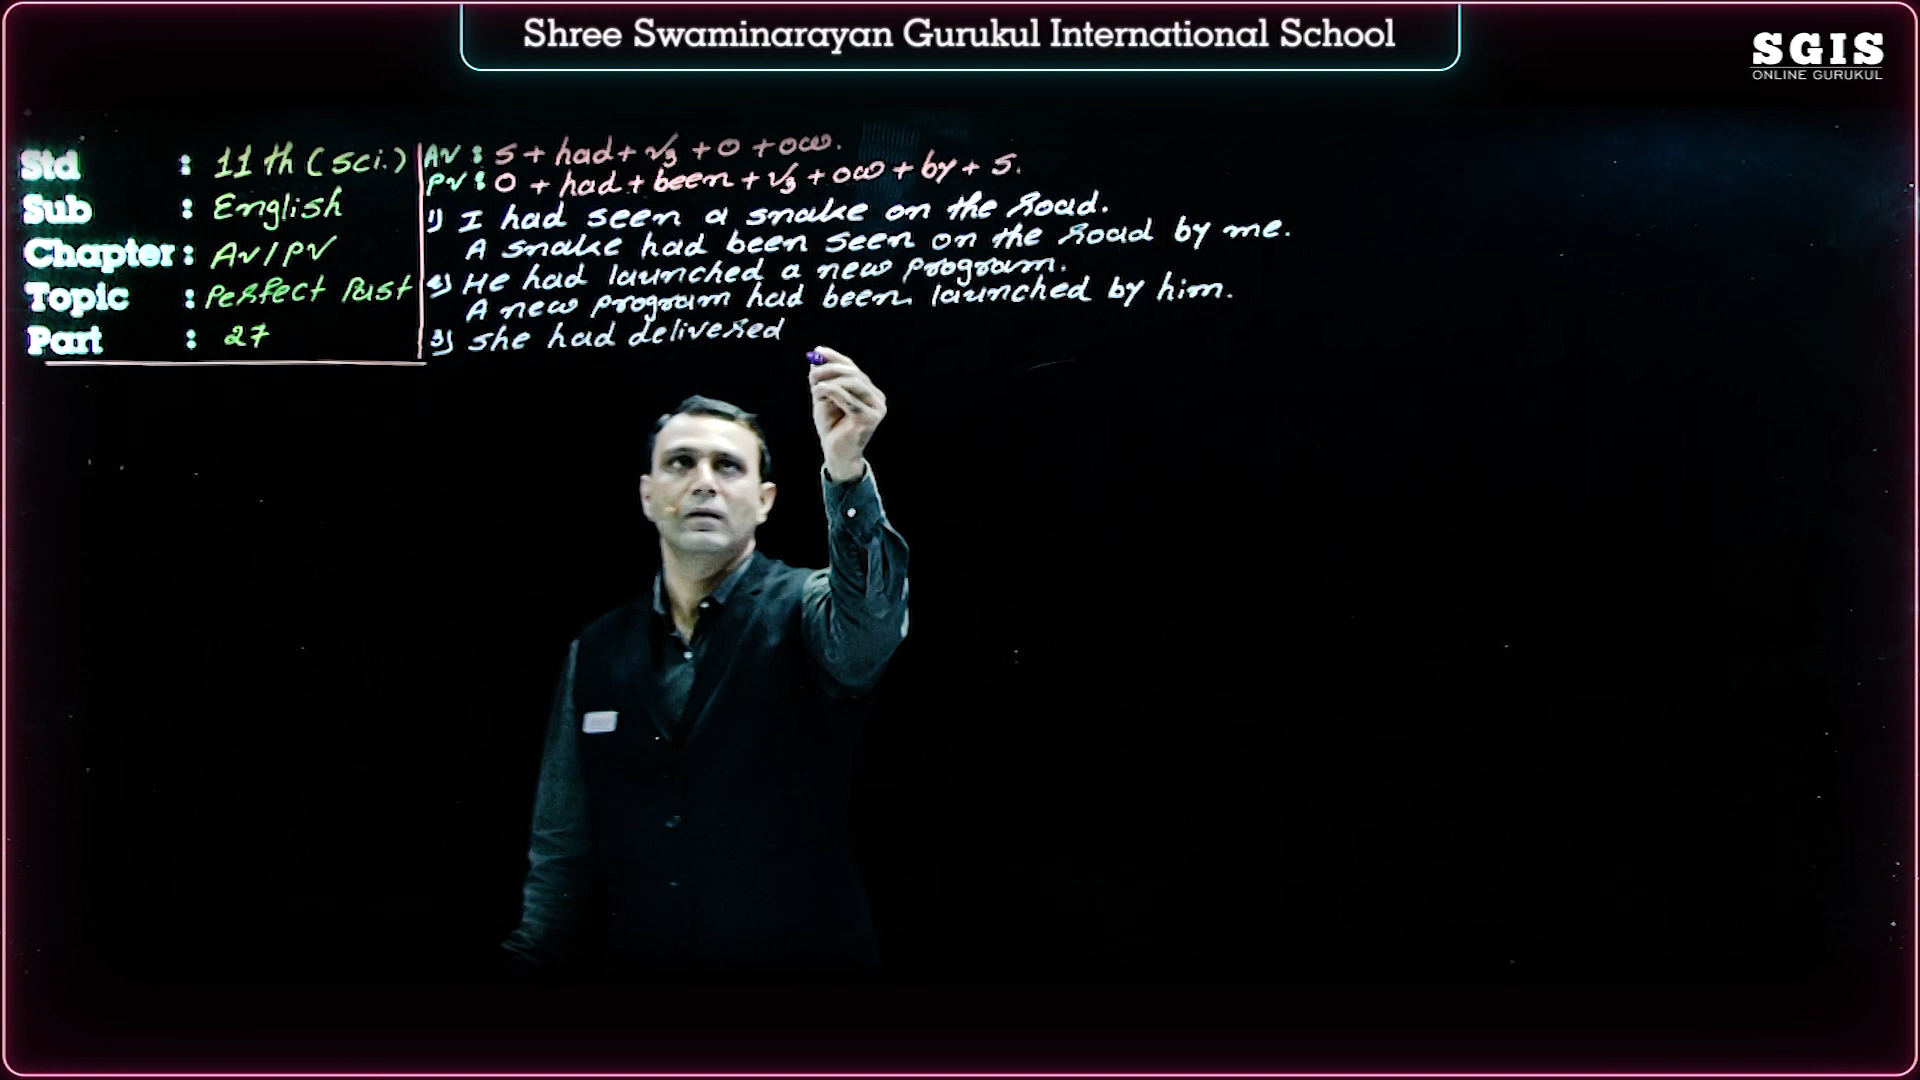 Shree Swaminarayan Gurukul International School
SGIS
ONLINE GURUKUL
Std : 11 th (Sci.)
Sub : English
Chapter : AV/PV
Topic : Perfect Past
Part : 27
AV : S + had + V3 + O + OW.
PV : O + had + been + V3 + OW + by + S.
1) I had seen a snake on the road.
A snake had been seen on the road by me.
2) He had launched a new program.
A new program had been launched by him.
3) She had delivered